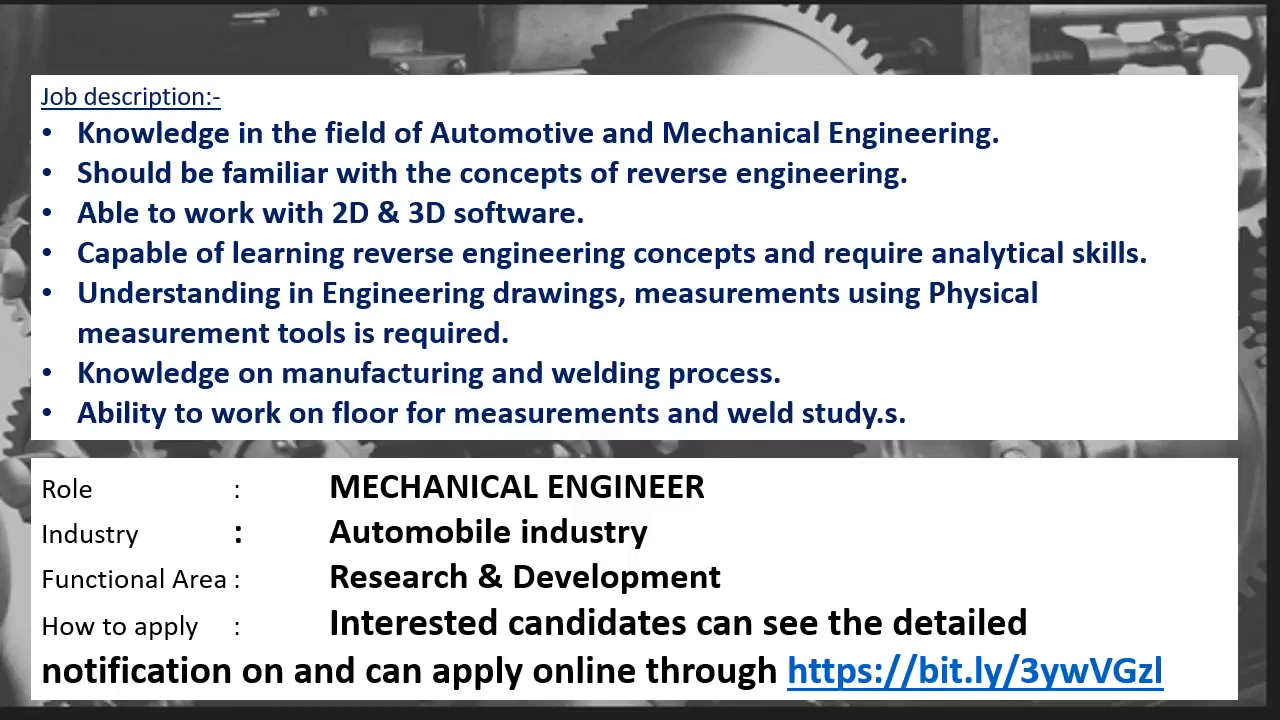 Job description:-
• Knowledge in the field of Automotive and Mechanical Engineering.
• Should be familiar with the concepts of reverse engineering.
• Able to work with 2D & 3D software.
• Capable of learning reverse engineering concepts and require analytical skills.
• Understanding in Engineering drawings, measurements using Physical
measurement tools is required.
• Knowledge on manufacturing and welding process.
• Ability to work on floor for measurements and weld study.s.
Role : MECHANICAL ENGINEER
Industry : Automobile industry
Functional Area : Research & Development
How to apply : Interested candidates can see the detailed
notification on and can apply online through https://bit.ly/3ywVGzl